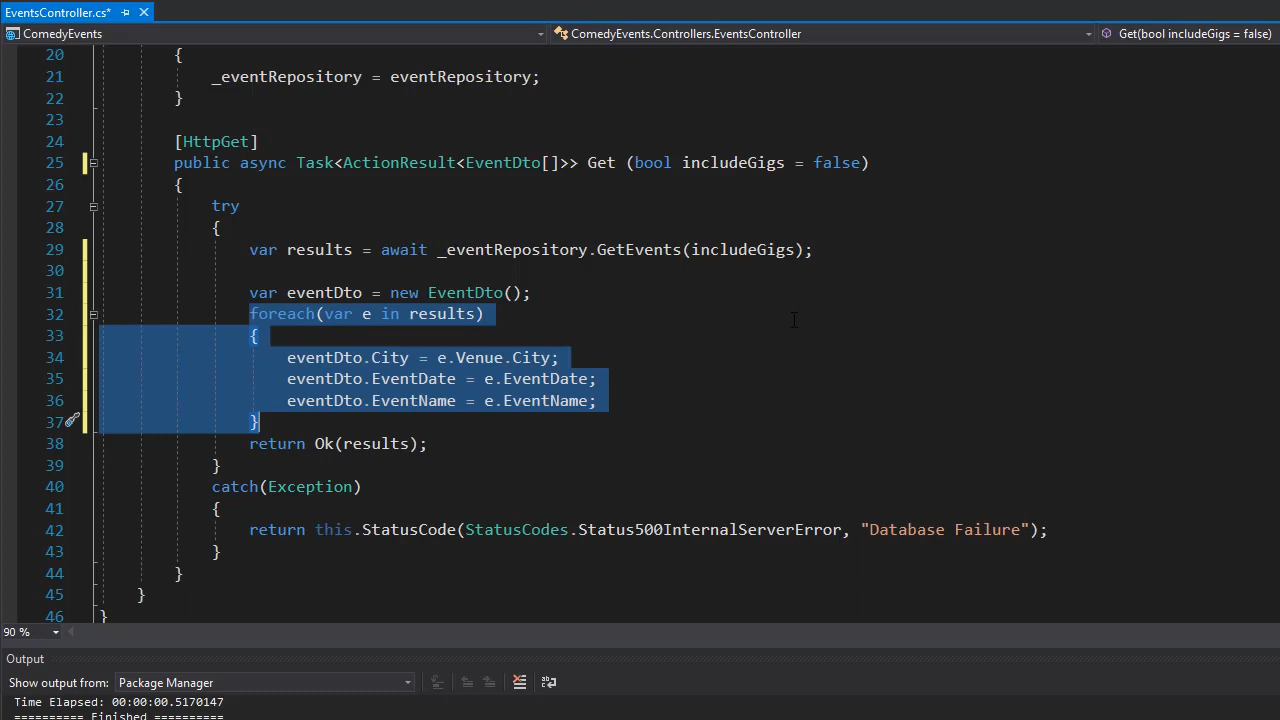 EventsController.cs*
ComedyEvents ComedyEvents.Controllers.EventsController Get(bool includeGigs = false)
20 {
21 _eventRepository = eventRepository;
22 }
23
24 [HttpGet]
25 public async Task<ActionResult<EventDto[]>> Get (bool includeGigs = false)
26 {
27 try
28 {
29 var results = await _eventRepository.GetEvents(includeGigs);
30
31 var eventDto = new EventDto();
32 foreach(var e in results)
33 {
34 eventDto.City = e.Venue.City;
35 eventDto.EventDate = e.EventDate;
36 eventDto.EventName = e.EventName;
37 }
38 return Ok(results);
39 }
40 catch(Exception)
41 {
42 return this.StatusCode(StatusCodes.Status500InternalServerError, "Database Failure");
43 }
44 }
45 }
46 }
90 %
Output
Show output from: Package Manager
Time Elapsed: 00:00:00.5170147
========== Finished ==========